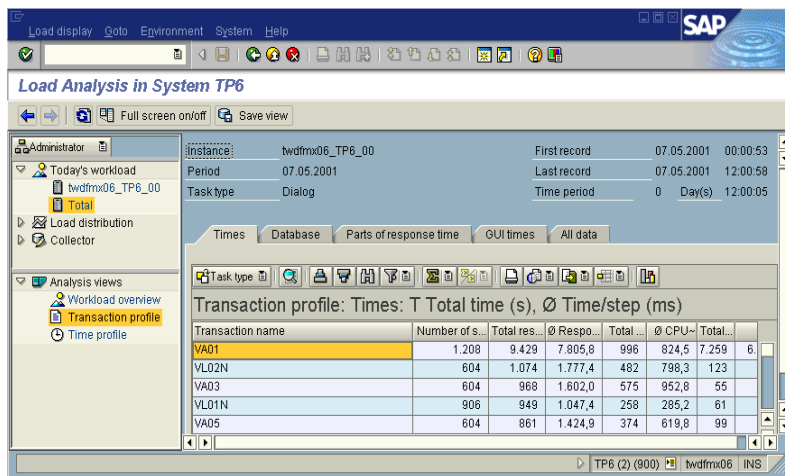 Load display Goto Environment System Help
SAP
Load Analysis in System TP6
Full screen on/off Save view
Administrator
Today's workload
twdfmx06_TP6_00
Total
Load distribution
Collector
Analysis views
Workload overview
Transaction profile
Time profile
Instance twdfmx06_TP6_00 First record 07.05.2001 00:00:53
Period 07.05.2001 Last record 07.05.2001 12:00:58
Task type Dialog Time period 0 Day(s) 12:00:05
Times Database Parts of response time GUI times All data
Task type
Transaction profile: Times: T Total time (s), Ø Time/step (ms)
Transaction name Number of s... Total res... Ø Respo... Total ... Ø CPU~ Total...
VA01 1.208 9.429 7.805,8 996 824,5 7.259 6.
VL02N 604 1.074 1.777,4 482 798,3 123
VA03 604 968 1.602,0 575 952,8 55
VL01N 906 949 1.047,4 258 285,2 61
VA05 604 861 1.424,9 374 619,8 99
TP6 (2) (900) twdfmx06 INS